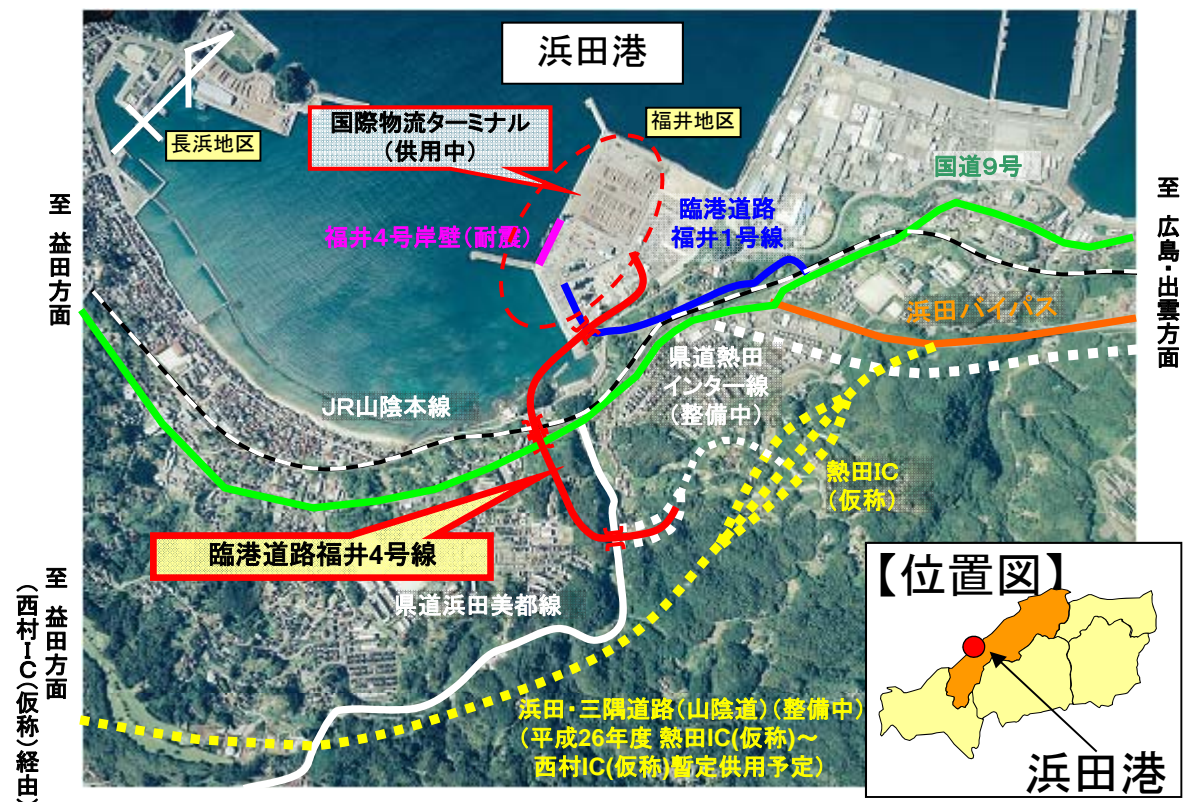 浜田港
国際物流ターミナル
(供用中)
福井地区
長浜地区
国道9号
臨港道路
福井1号線
福井4号岸壁(耐震)
至 益田方面
至 広島・出雲方面
浜田バイパス
県道熱田
インター線
(整備中)
JR山陰本線
熱田IC
(仮称)
臨港道路福井4号線
県道浜田美都線
至 益田方面
(西村IC(仮称)経由)
浜田・三隅道路(山陰道)(整備中)
(平成26年度 熱田IC(仮称)～
西村IC(仮称)暫定供用予定)
【位置図】
浜田港